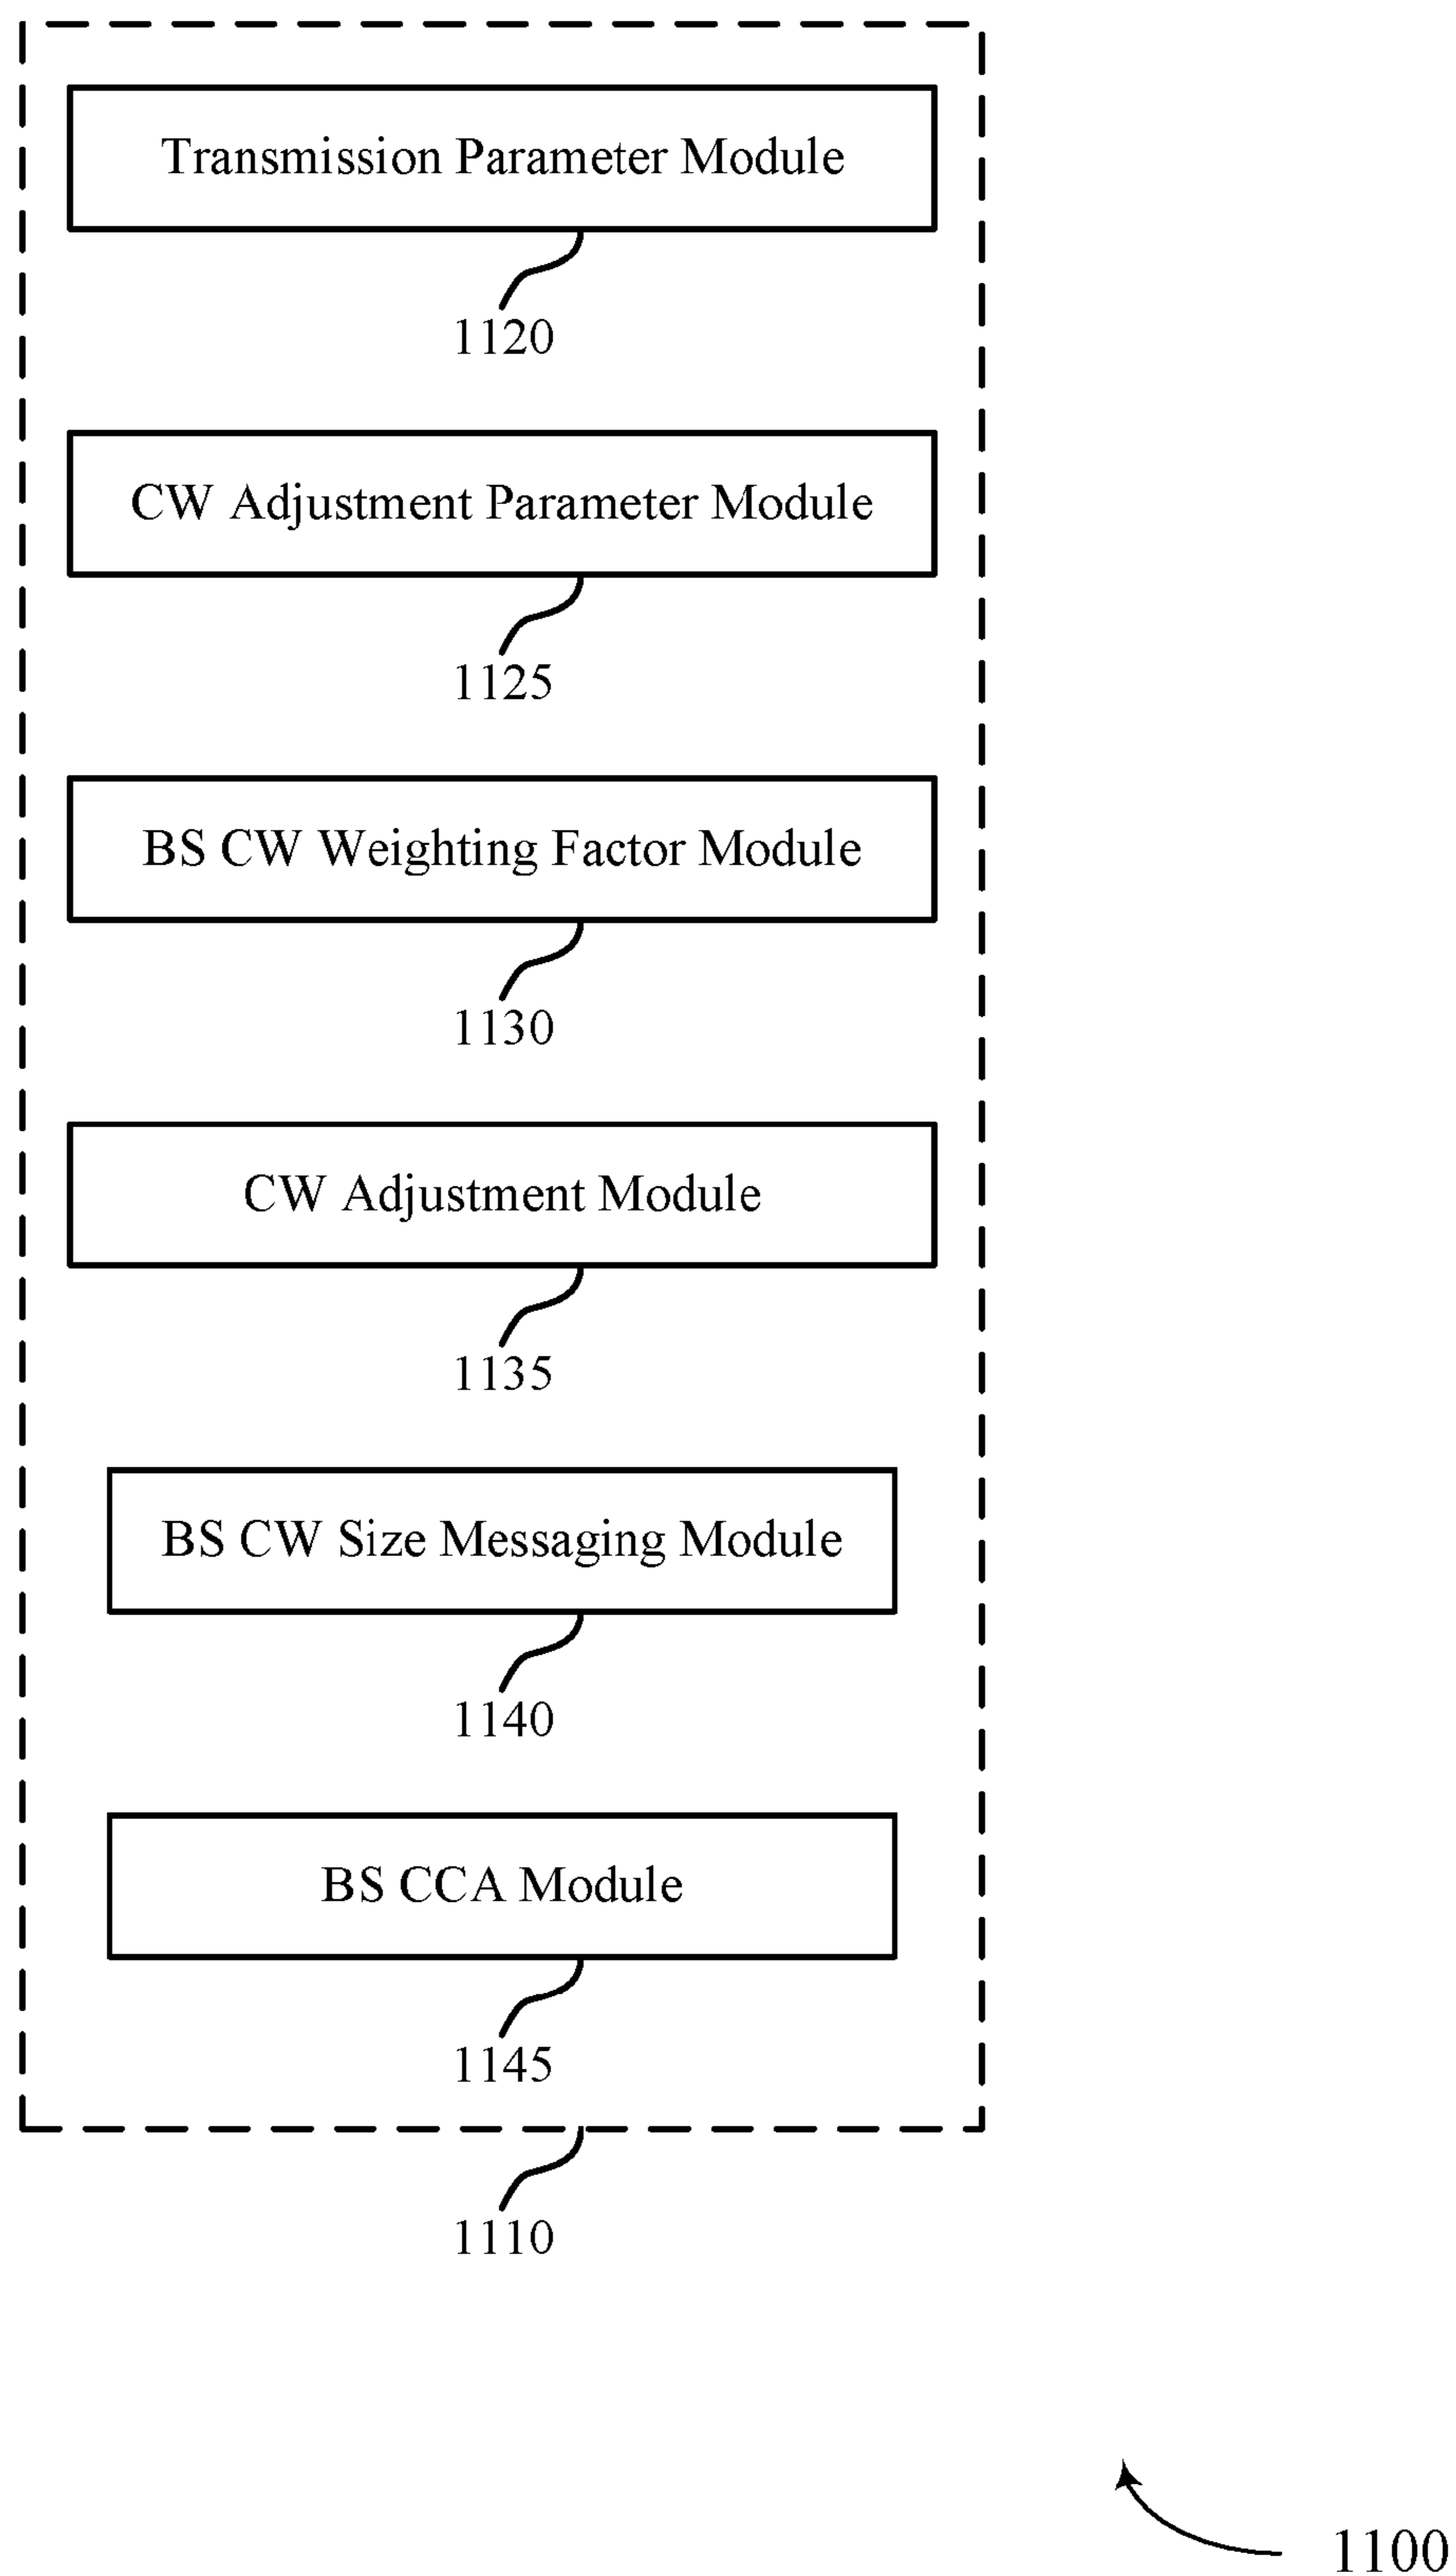 Transmission Parameter Module
1120
CW Adjustment Parameter Module
1125
BS CW Weighting Factor Module
1130
CW Adjustment Module
1135
BS CW Size Messaging Module
1140
BS CCA Module
1145
1110
1100